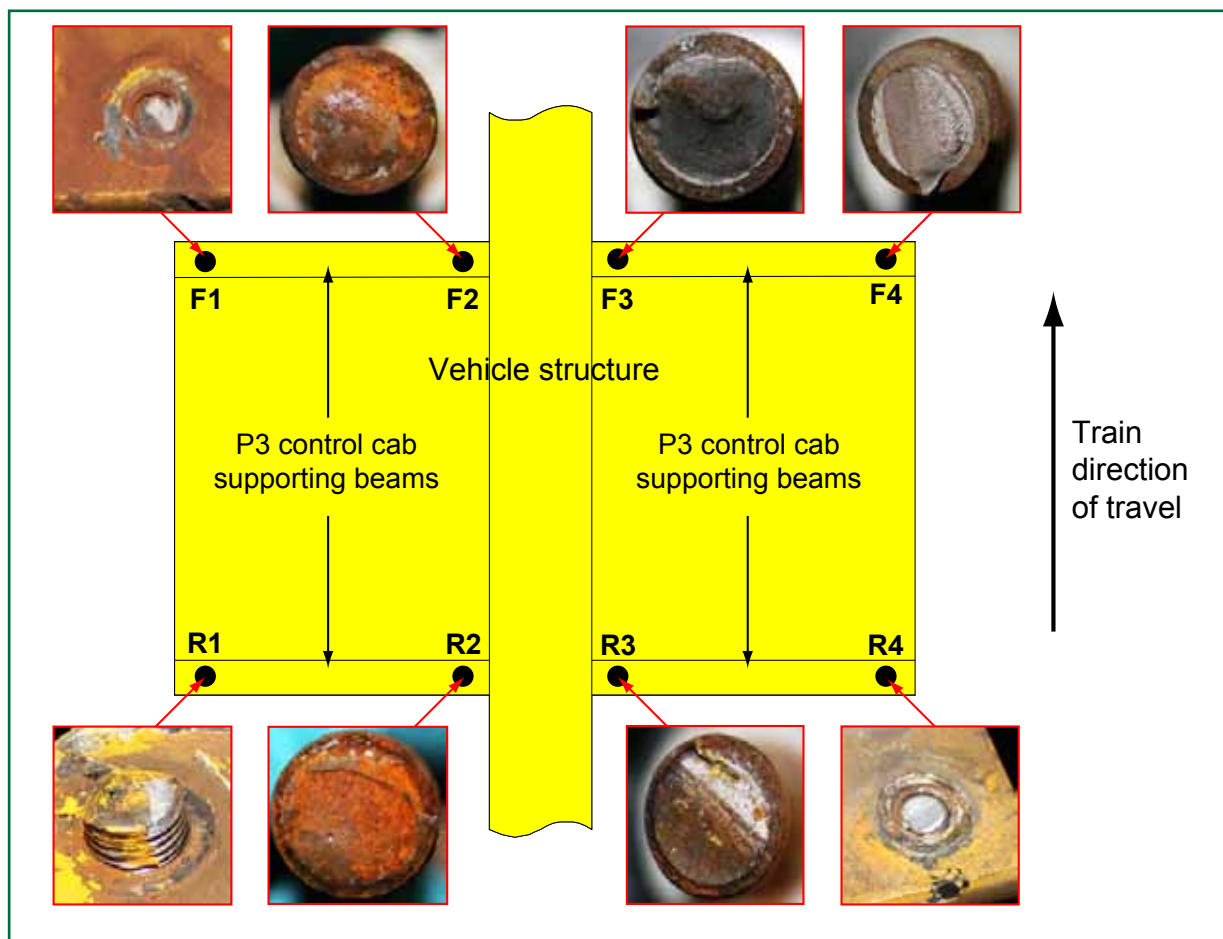 F1
F2
F3
F4
Vehicle structure
P3 control cab
supporting beams
P3 control cab
supporting beams
Train
direction
of travel
R1
R2
R3
R4